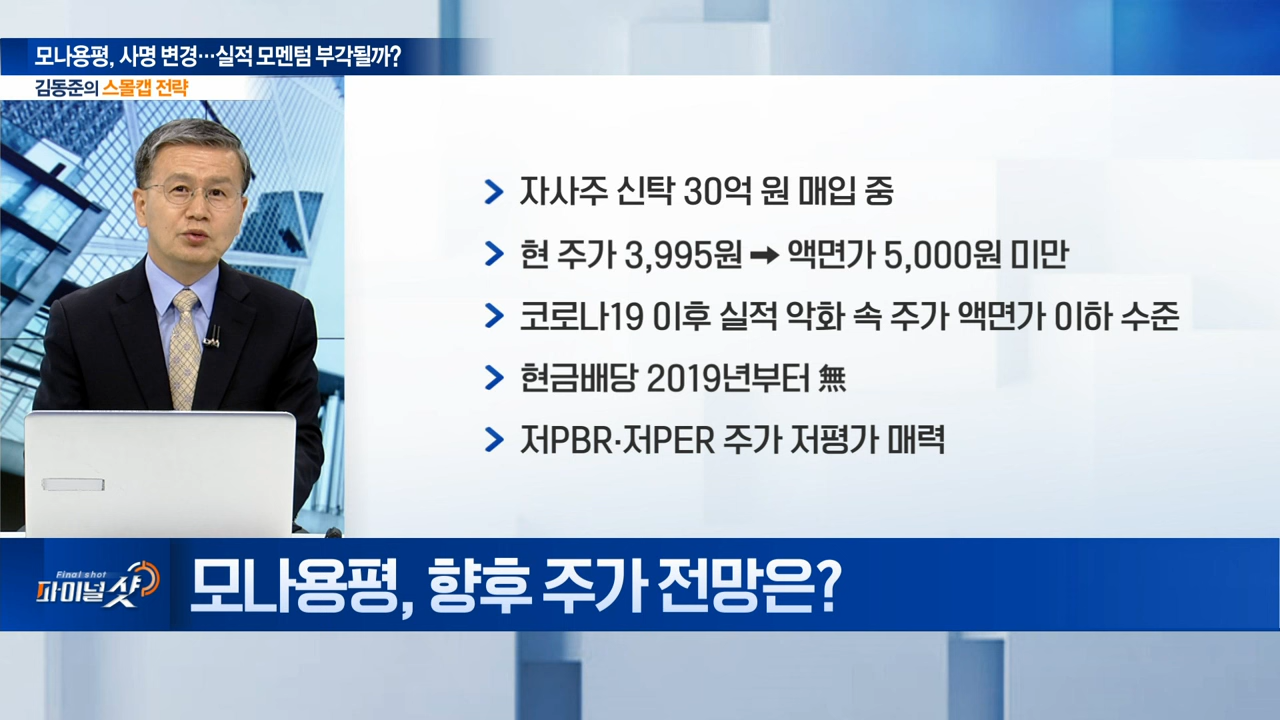 모나용평, 사명 변경…실적 모멘텀 부각될까?
김동준의 스몰캡 전략
자사주 신탁 30억 원 매입 중
현 주가 3,995원 ➡ 액면가 5,000원 미만
코로나19 이후 실적 악화 속 주가 액면가 이하 수준
현금배당 2019년부터 無
저PBR·저PER 주가 저평가 매력
Final shot
파이널 샷
모나용평, 향후 주가 전망은?